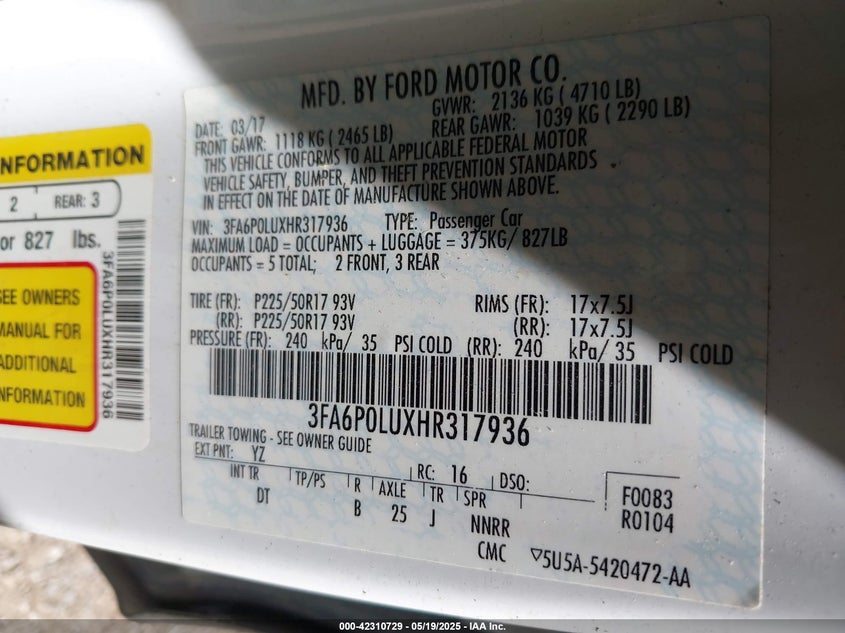 NFORMATION
2 REAR: 3
or 827 lbs.
SEE OWNERS
MANUAL FOR
ADDITIONAL
INFORMATION
3FA6P0LUXHR317936
MFD. BY FORD MOTOR CO.
DATE: 03/17 GVWR: 2136 KG ( 4710 LB)
FRONT GAWR: 1118 KG ( 2465 LB) REAR GAWR: 1039 KG ( 2290 LB)
THIS VEHICLE CONFORMS TO ALL APPLICABLE FEDERAL MOTOR
VEHICLE SAFETY, BUMPER, AND THEFT PREVENTION STANDARDS
IN EFFECT ON THE DATE OF MANUFACTURE SHOWN ABOVE.
VIN: 3FA6P0LUXHR317936 TYPE: Passenger Car
MAXIMUM LOAD = OCCUPANTS + LUGGAGE = 375KG/ 827LB
OCCUPANTS = 5 TOTAL; 2 FRONT, 3 REAR
TIRE (FR): P225/50R17 93V RIMS (FR): 17x7.5J
(RR): P225/50R17 93V (RR): 17x7.5J
PRESSURE (FR): 240 kPa/ 35 PSI COLD (RR): 240 kPa/ 35 PSI COLD
3FA6P0LUXHR317936
TRAILER TOWING - SEE OWNER GUIDE
EXT PNT: YZ RC: 16 DSO:
INT TR TP/PS R AXLE TR SPR
DT B 25 J NNRR
F0083
R0104
CMC ▽5U5A-5420472-AA
000-42310729 — 05/19/2025 — IAA Inc.